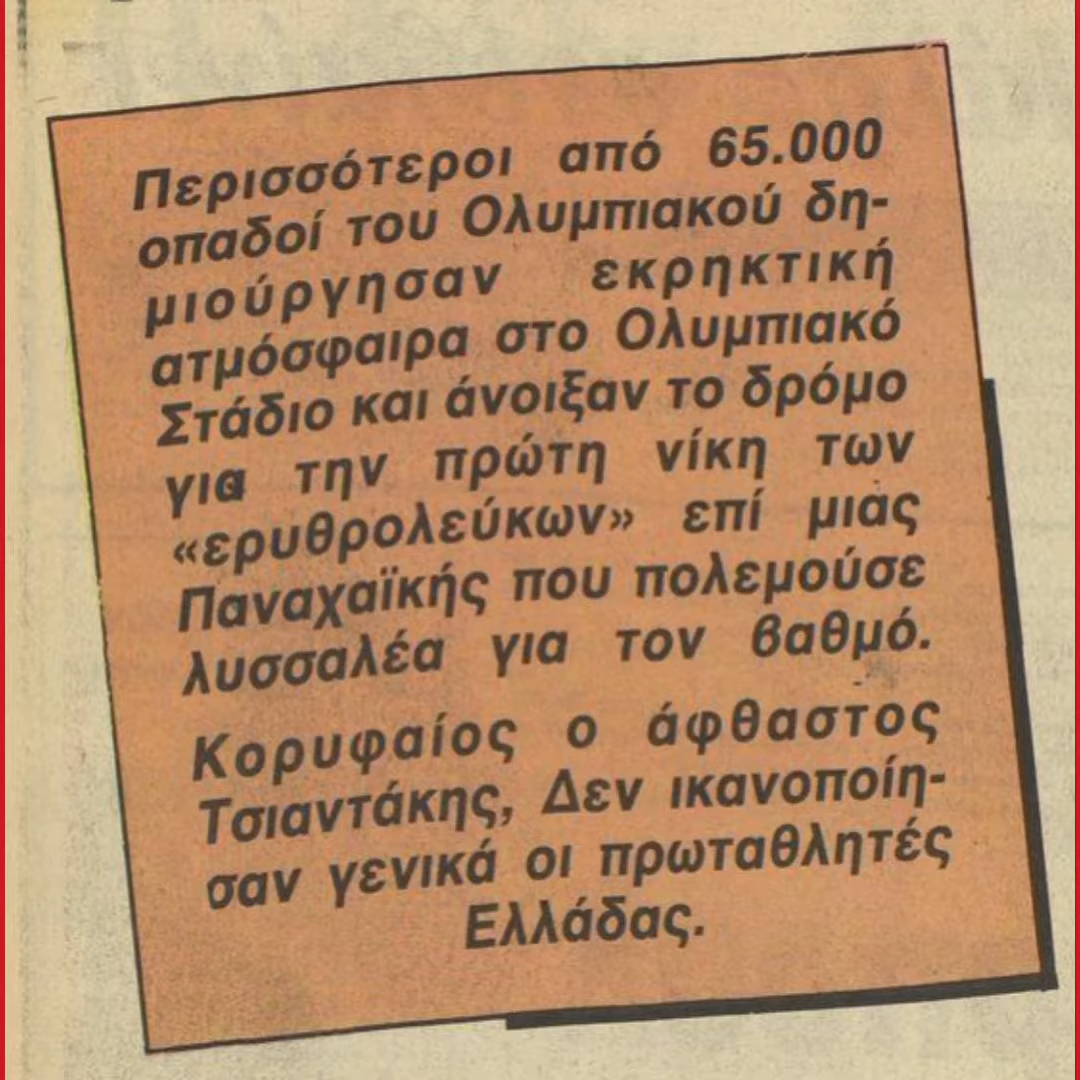 Περισσότεροι από 65.000
οπαδοί του Ολυμπιακού δη-
μιούργησαν εκρηκτική
ατμόσφαιρα στο Ολυμπιακό
Στάδιο και άνοιξαν το δρόμο
για την πρώτη νίκη των
«ερυθρολεύκων» επί μιας
Παναχαϊκής που πολεμούσε
λυσσαλέα για τον βαθμό.
Κορυφαίος ο άφθαστος
Τσιαντάκης, Δεν ικανοποίη-
σαν γενικά οι πρωταθλητές
Ελλάδας.